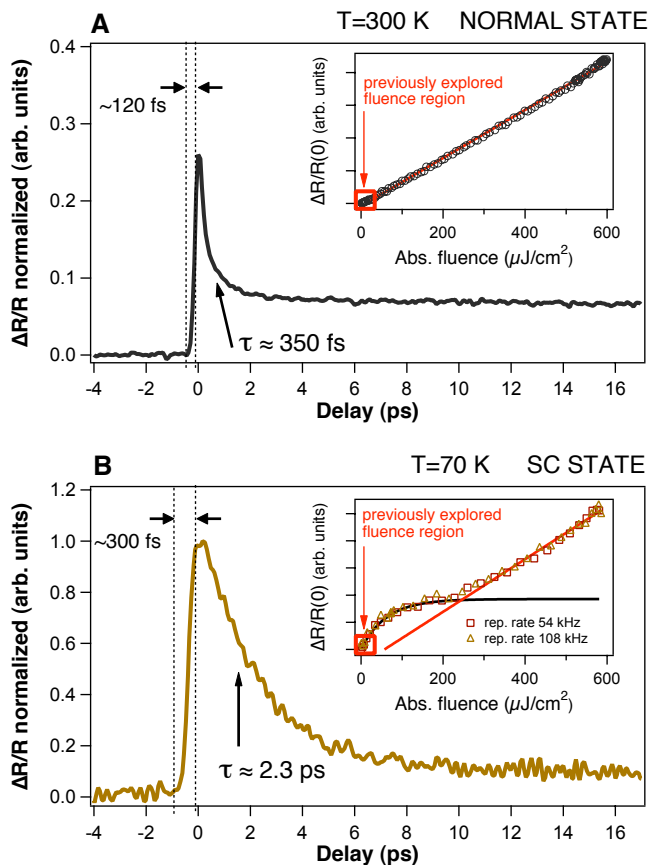 A
T=300 K NORMAL STATE
ΔR/R normalized (arb. units)
0.4
0.3
0.2
0.1
0.0
~120 fs
τ ≈ 350 fs
-4 -2 0 2 4 6 8 10 12 14 16
Delay (ps)
ΔR/R(0) (arb. units)
previously explored
fluence region
0 200 400 600
Abs. fluence (μJ/cm²)
B
T=70 K SC STATE
ΔR/R normalized (arb. units)
1.2
1.0
0.8
0.6
0.4
0.2
0.0
~300 fs
τ ≈ 2.3 ps
-4 -2 0 2 4 6 8 10 12 14 16
Delay (ps)
ΔR/R(0) (arb. units)
previously explored
fluence region
rep. rate 54 kHz
rep. rate 108 kHz
0 200 400 600
Abs. fluence (μJ/cm²)